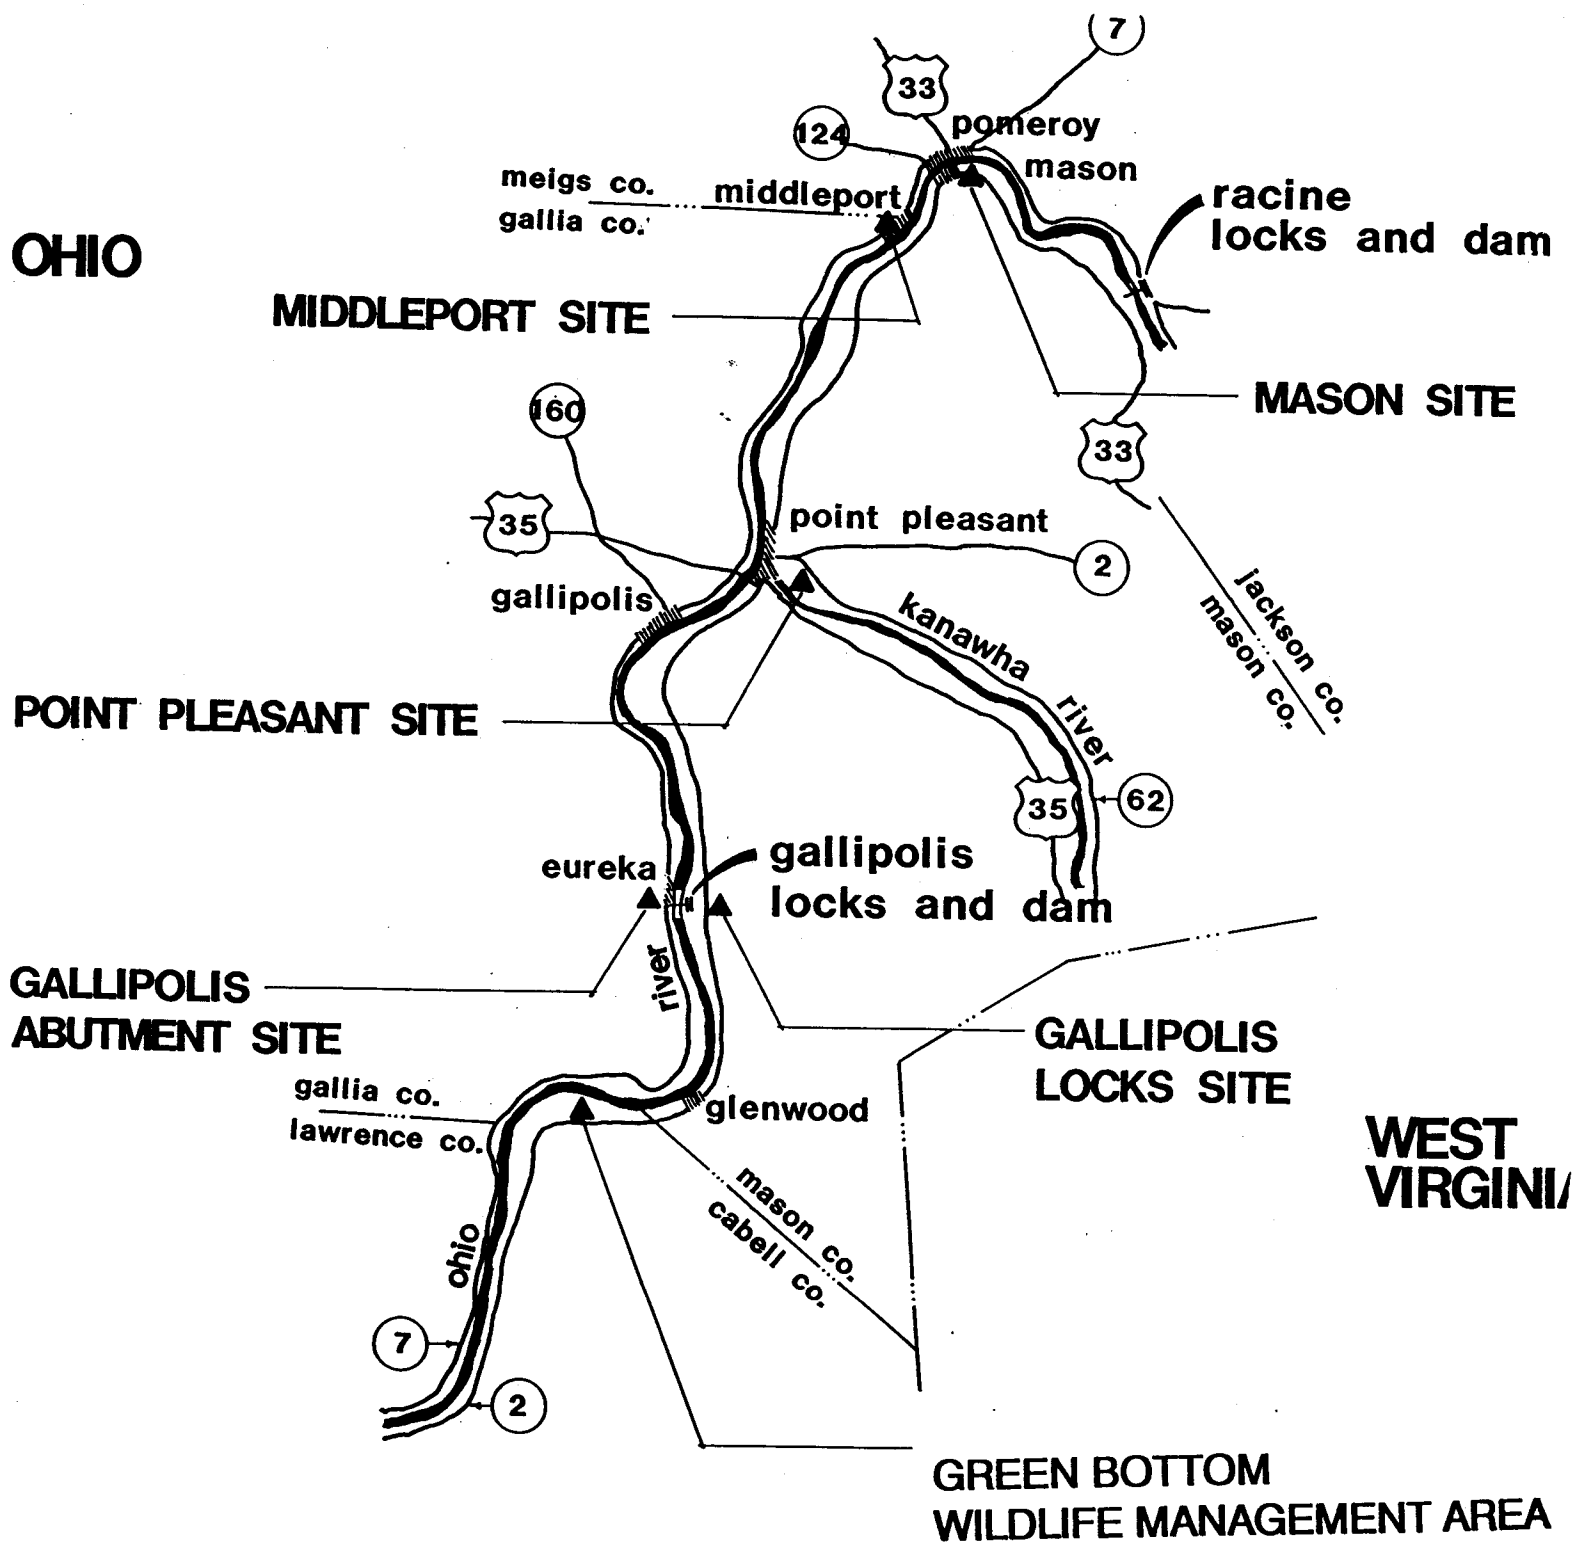 7
33
pomeroy
124
mason
meigs co.
middleport
gallia co.
racine
locks and dam
OHIO
MIDDLEPORT SITE
MASON SITE
160
33
35
point pleasant
2
gallipolis
kanawha
river
jackson co.
mason co.
POINT PLEASANT SITE
35
62
eureka
gallipolis
locks and dam
river
GALLIPOLIS
ABUTMENT SITE
GALLIPOLIS
LOCKS SITE
gallia co.
lawrence co.
glenwood
WEST
VIRGINIA
mason co.
cabell co.
ohio
7
2
GREEN BOTTOM
WILDLIFE MANAGEMENT AREA